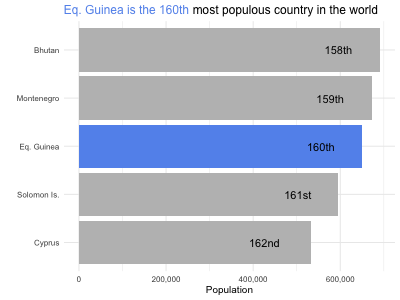 Eq. Guinea is the 160th most populous country in the world
Bhutan 158th
Montenegro 159th
Eq. Guinea 160th
Solomon Is. 161st
Cyprus 162nd
0 200,000 400,000 600,000
Population